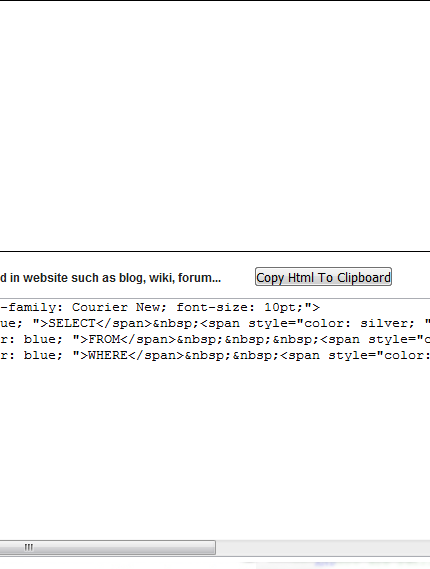 d in website such as blog, wiki, forum...
Copy Html To Clipboard
-family: Courier New; font-size: 10pt;">
ue; ">SELECT</span>&nbsp;<span style="color: silver; "
r: blue; ">FROM</span>&nbsp;&nbsp;&nbsp;<span style="c
r: blue; ">WHERE</span>&nbsp;&nbsp;<span style="color: